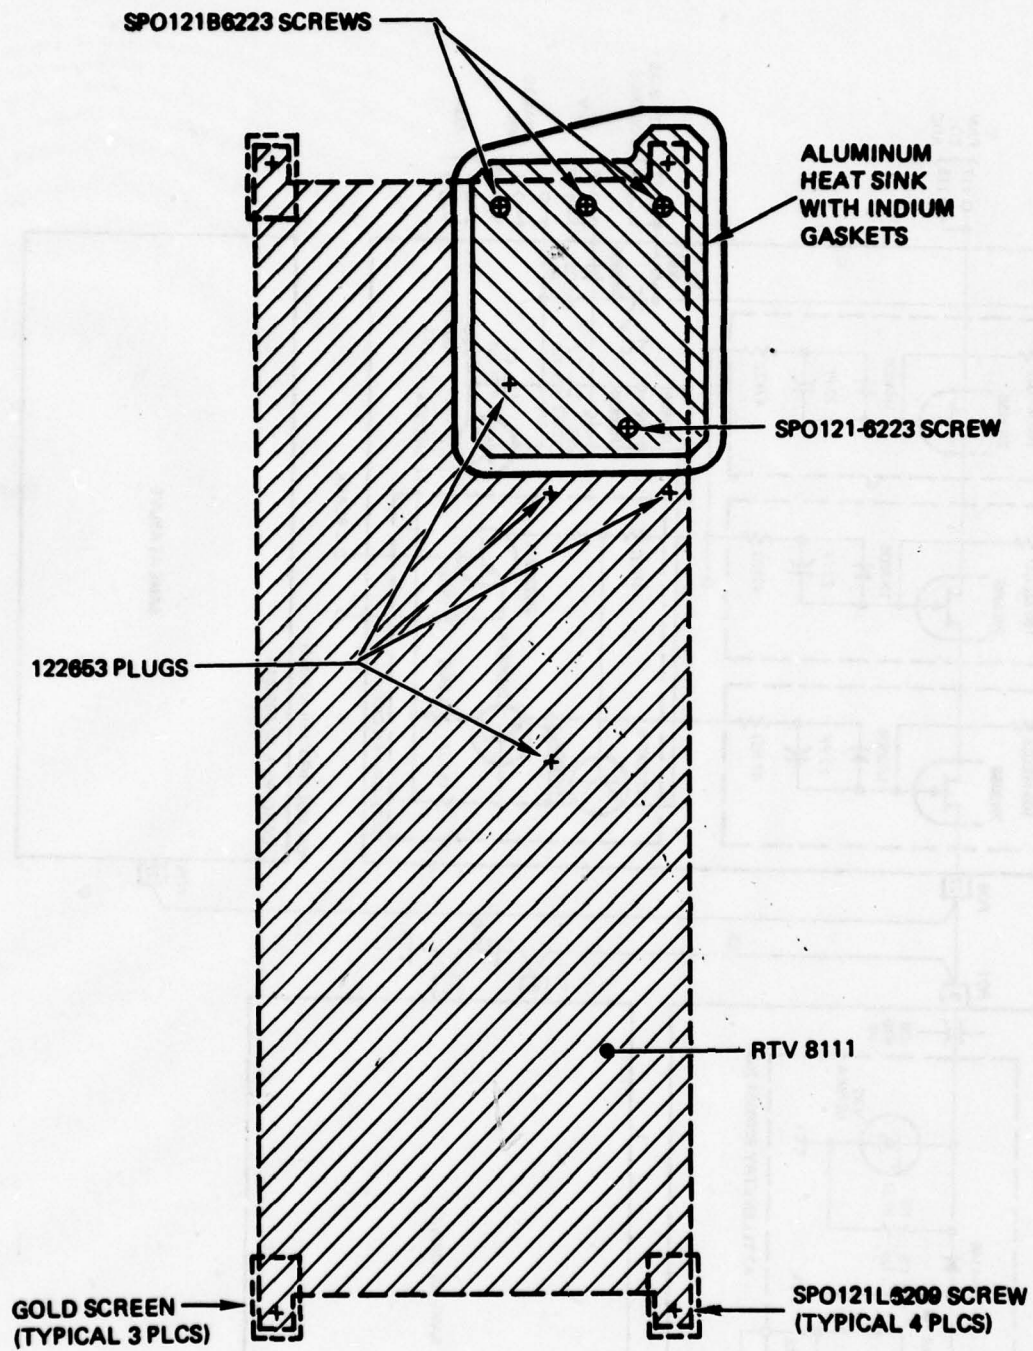 SPO121B6223 SCREWS
ALUMINUM
HEAT SINK
WITH INDIUM
GASKETS
SPO121-6223 SCREW
122653 PLUGS
RTV 8111
GOLD SCREEN
(TYPICAL 3 PLCS)
SPO121L5209 SCREW
(TYPICAL 4 PLCS)